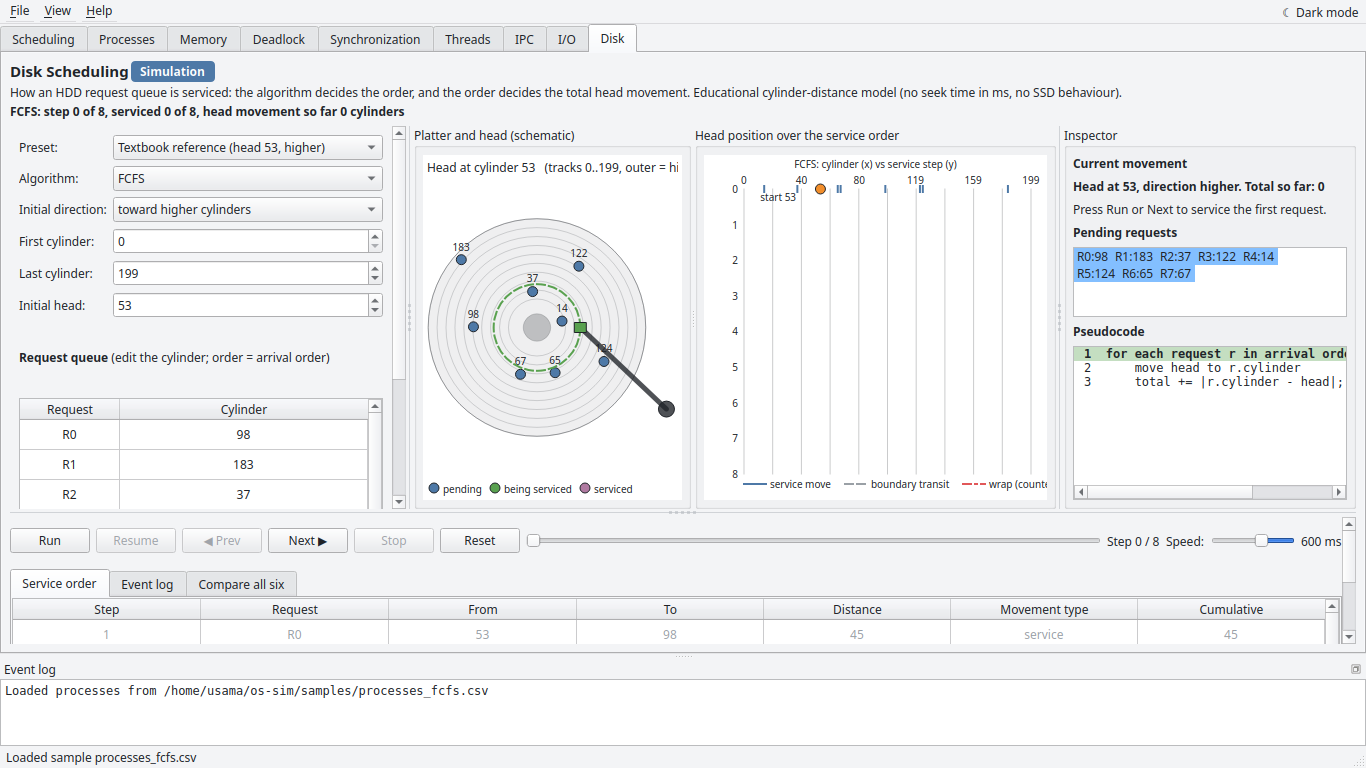 File View Help
☾ Dark mode
Scheduling Processes Memory Deadlock Synchronization Threads IPC I/O Disk
Disk Scheduling Simulation
How an HDD request queue is serviced: the algorithm decides the order, and the order decides the total head movement. Educational cylinder-distance model (no seek time in ms, no SSD behaviour).
FCFS: step 0 of 8, serviced 0 of 8, head movement so far 0 cylinders
Preset: Textbook reference (head 53, higher)
Algorithm: FCFS
Initial direction: toward higher cylinders
First cylinder: 0
Last cylinder: 199
Initial head: 53
Request queue (edit the cylinder; order = arrival order)
Request Cylinder
R0 98
R1 183
R2 37
Platter and head (schematic)
Head at cylinder 53 (tracks 0..199, outer = hi
183
122
37
14
98
67
65
pending being serviced serviced
Head position over the service order
FCFS: cylinder (x) vs service step (y)
0 40 80 119 159 199
0
start 53
1
2
3
4
5
6
7
8
service move boundary transit wrap (counte
Inspector
Current movement
Head at 53, direction higher. Total so far: 0
Press Run or Next to service the first request.
Pending requests
R0:98 R1:183 R2:37 R3:122 R4:14
R5:124 R6:65 R7:67
Pseudocode
1 for each request r in arrival orde
2 move head to r.cylinder
3 total += |r.cylinder - head|;
Run Resume ◀ Prev Next ▶ Stop Reset Step 0 / 8 Speed: 600 ms
Service order Event log Compare all six
Step Request From To Distance Movement type Cumulative
1 R0 53 98 45 service 45
Event log
Loaded processes from /home/usama/os-sim/samples/processes_fcfs.csv
Loaded sample processes_fcfs.csv